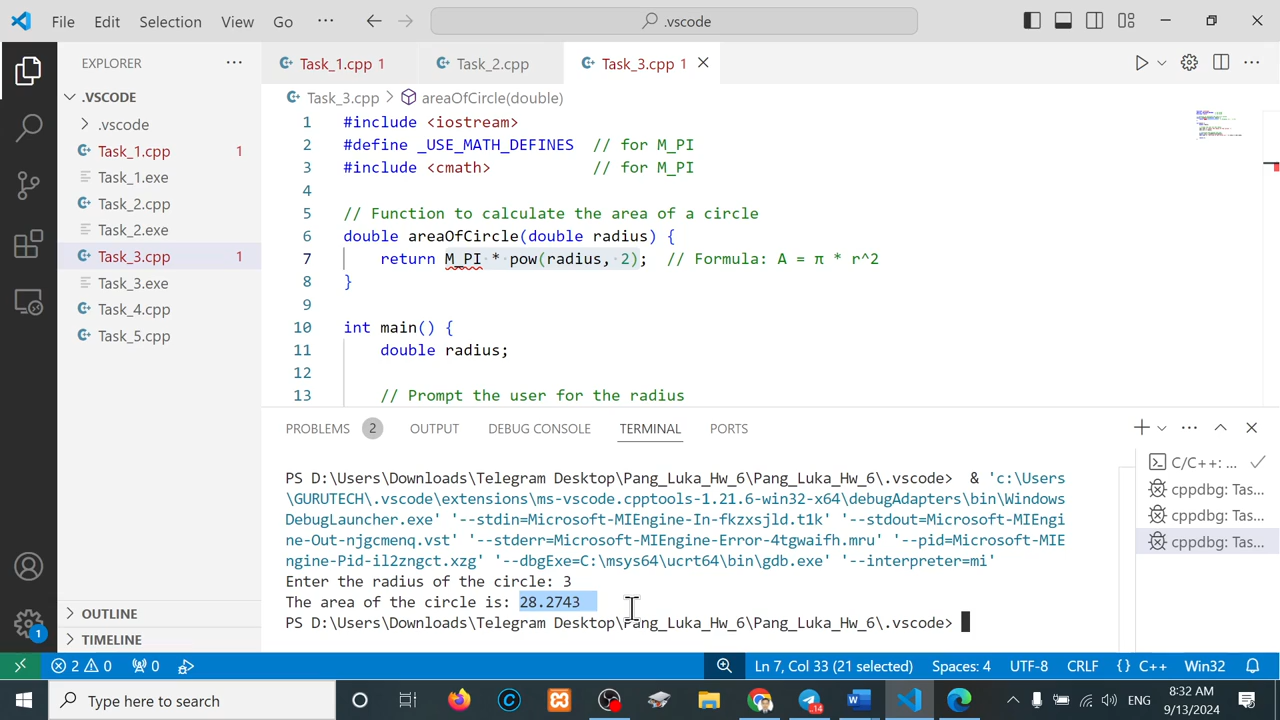 File Edit Selection View Go ··· .vscode
EXPLORER ···
.VSCODE
.vscode
Task_1.cpp 1
Task_1.exe
Task_2.cpp
Task_2.exe
Task_3.cpp 1
Task_3.exe
Task_4.cpp
Task_5.cpp
OUTLINE
TIMELINE
1
Task_1.cpp 1 Task_2.cpp Task_3.cpp 1
Task_3.cpp > areaOfCircle(double)
1 #include <iostream>
2 #define _USE_MATH_DEFINES // for M_PI
3 #include <cmath> // for M_PI
4
5 // Function to calculate the area of a circle
6 double areaOfCircle(double radius) {
7 return M_PI * pow(radius, 2); // Formula: A = π * r^2
8 }
9
10 int main() {
11 double radius;
12
13 // Prompt the user for the radius
PROBLEMS 2 OUTPUT DEBUG CONSOLE TERMINAL PORTS
PS D:\Users\Downloads\Telegram Desktop\Pang_Luka_Hw_6\Pang_Luka_Hw_6\.vscode> & 'c:\Users
\GURUTECH\.vscode\extensions\ms-vscode.cpptools-1.21.6-win32-x64\debugAdapters\bin\Windows
DebugLauncher.exe' '--stdin=Microsoft-MIEngine-In-fkzxsjld.t1k' '--stdout=Microsoft-MIEngi
ne-Out-njgcmenq.vst' '--stderr=Microsoft-MIEngine-Error-4tgwaifh.mru' '--pid=Microsoft-MIE
ngine-Pid-il2zngct.xzg' '--dbgExe=C:\msys64\ucrt64\bin\gdb.exe' '--interpreter=mi'
Enter the radius of the circle: 3
The area of the circle is: 28.2743
PS D:\Users\Downloads\Telegram Desktop\Pang_Luka_Hw_6\Pang_Luka_Hw_6\.vscode>
C/C++: ...
cppdbg: Tas...
cppdbg: Tas...
cppdbg: Tas...
2 0 0 Ln 7, Col 33 (21 selected) Spaces: 4 UTF-8 CRLF {} C++ Win32
Type here to search
14
ENG
8:32 AM
9/13/2024